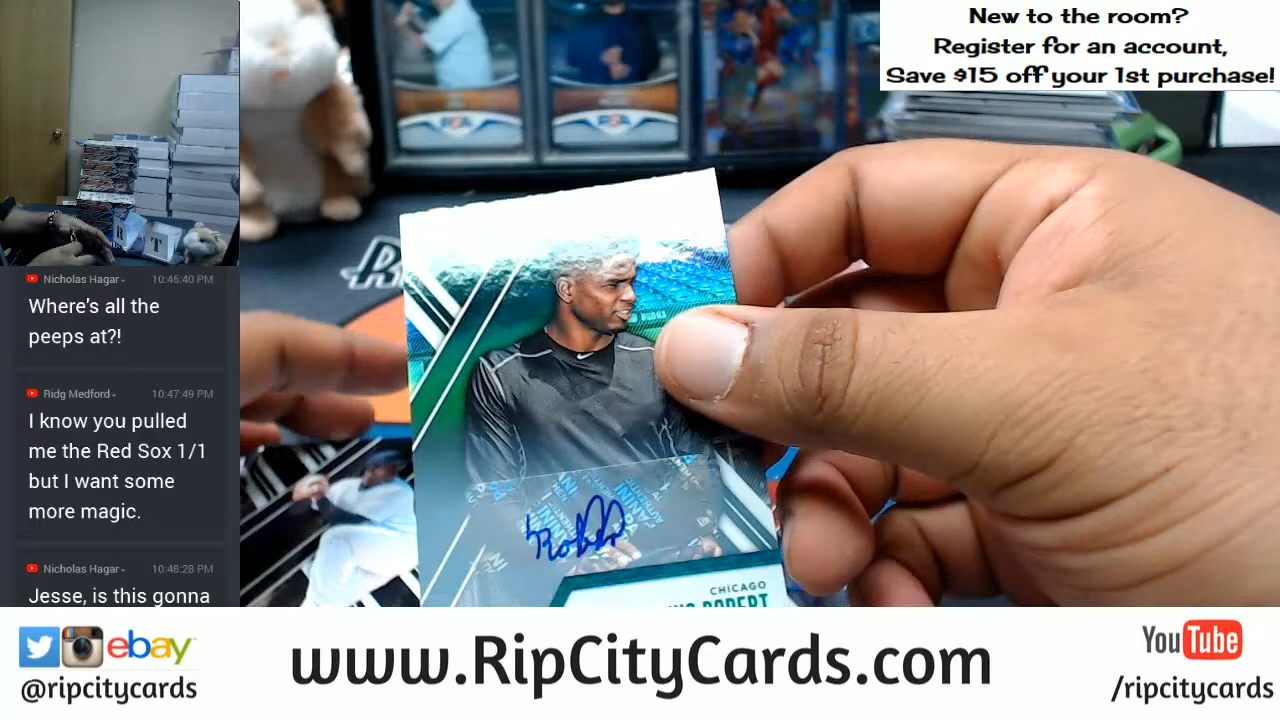 New to the room?
Register for an account,
Save $15 off your 1st purchase!
Nicholas Hagar 10:45:40 PM
Where's all the
peeps at?!
Ridg Medford 10:47:49 PM
I know you pulled
me the Red Sox 1/1
but I want some
more magic.
Nicholas Hagar 10:48:28 PM
Jesse, is this gonna
R T
CHICAGO
ROBERT
ebay
@ripcitycards
www.RipCityCards.com
YouTube
/ripcitycards